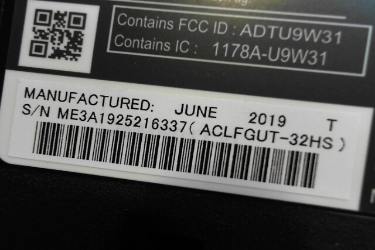 Contains FCC ID : ADTU9W31
Contains IC : 1178A-U9W31
MANUFACTURED: JUNE 2019 T
S/N ME3A1925216337( ACLFGUT-32HS )